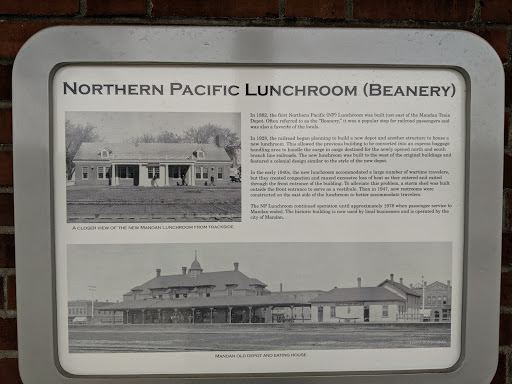 NORTHERN PACIFIC LUNCHROOM (BEANERY)
In 1882, the first Northern Pacific (NP) Lunchroom was built just east of the Mandan Train
Depot. Often referred to as the "Beanery," it was a popular stop for railroad passengers and
was also a favorite of the locals.
In 1929, the railroad began planning to build a new depot and another structure to house a
new lunchroom. This allowed the previous building to be converted into an express baggage
handling area to handle the surge in cargo destined for the newly opened north and south
branch line railroads. The new lunchroom was built to the west of the original buildings and
featured a colonial design similar to the style of the new depot.
In the early 1940s, the new lunchroom accommodated a large number of wartime travelers,
but they created congestion and caused excessive loss of heat as they entered and exited
through the front entrance of the building. To alleviate this problem, a storm shed was built
outside the front entrance to serve as a vestibule. Then in 1947, new restrooms were
constructed on the east side of the lunchroom to better accommodate travelers.
The NP Lunchroom continued operation until approximately 1970 when passenger service to
Mandan ended. The historic building is now used by local businesses and is operated by the
city of Mandan.
A CLOSER VIEW OF THE NEW MANDAN LUNCHROOM FROM TRACKSIDE.
MANDAN OLD DEPOT AND EATING HOUSE.